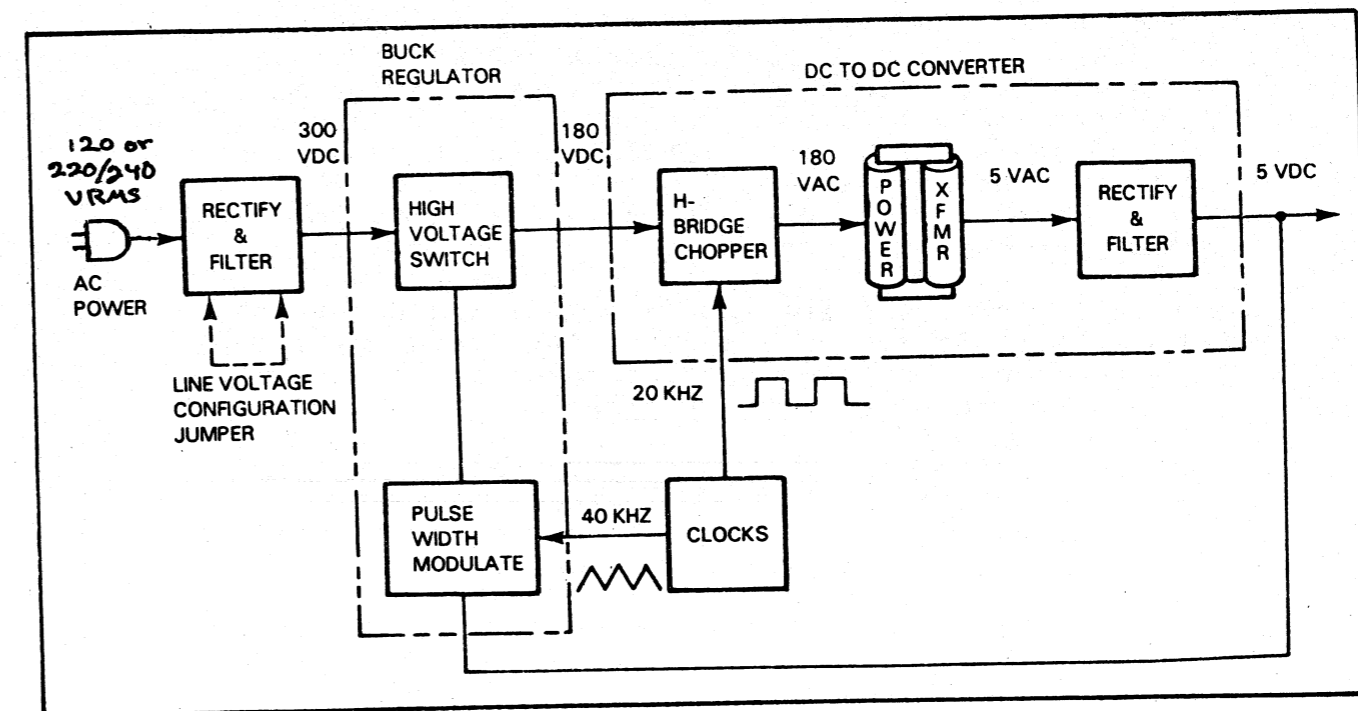 BUCK
REGULATOR
DC TO DC CONVERTER
120 or
220/240
VRMS
300
VDC
180
VDC
180
VAC
5 VAC
5 VDC
AC
POWER
RECTIFY
&
FILTER
HIGH
VOLTAGE
SWITCH
H-
BRIDGE
CHOPPER
POWER
XFMR
RECTIFY
&
FILTER
LINE VOLTAGE
CONFIGURATION
JUMPER
20 KHZ
PULSE
WIDTH
MODULATE
40 KHZ
CLOCKS